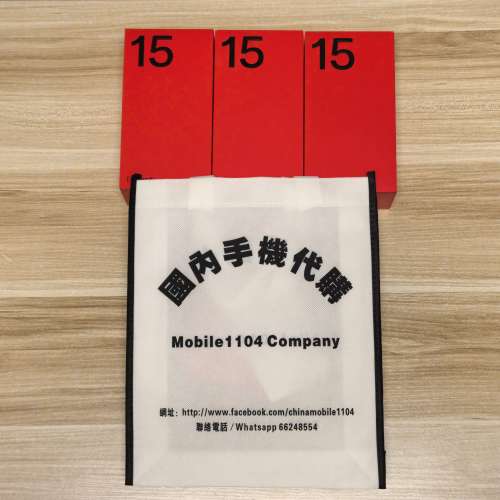 15 15 15
國內手機代購
Mobile1104 Company
網址：http://www.facebook.com/chinamobile1104
聯絡電話/Whatsapp 66248554